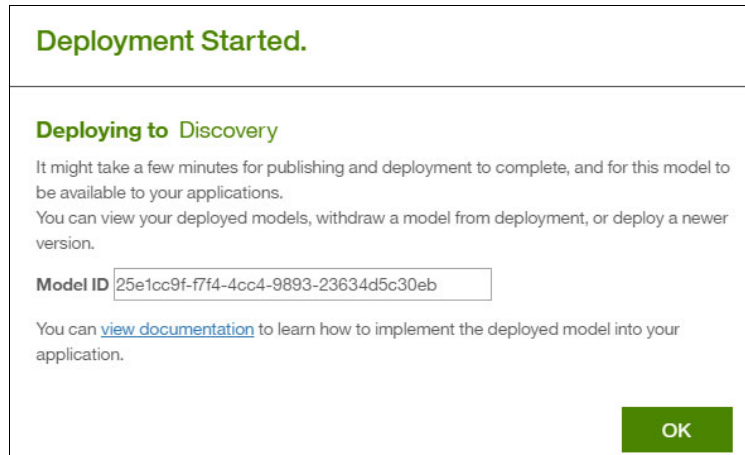 Deployment Started.
Deploying to Discovery
It might take a few minutes for publishing and deployment to complete, and for this model to
be available to your applications.
You can view your deployed models, withdraw a model from deployment, or deploy a newer
version.
Model ID 25e1cc9f-f7f4-4cc4-9893-23634d5c30eb
You can view documentation to learn how to implement the deployed model into your
application.
OK